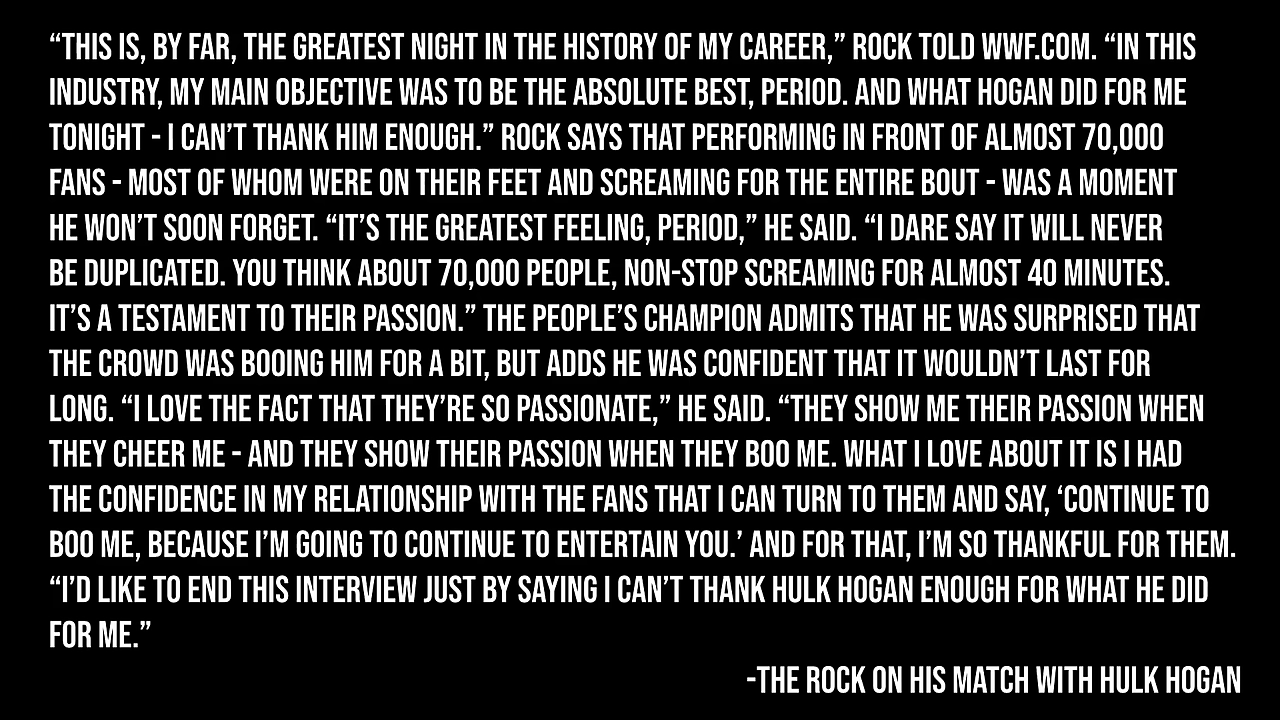 “THIS IS, BY FAR, THE GREATEST NIGHT IN THE HISTORY OF MY CAREER,” ROCK TOLD WWF.COM. “IN THIS
INDUSTRY, MY MAIN OBJECTIVE WAS TO BE THE ABSOLUTE BEST, PERIOD. AND WHAT HOGAN DID FOR ME
TONIGHT - I CAN’T THANK HIM ENOUGH.” ROCK SAYS THAT PERFORMING IN FRONT OF ALMOST 70,000
FANS - MOST OF WHOM WERE ON THEIR FEET AND SCREAMING FOR THE ENTIRE BOUT - WAS A MOMENT
HE WON’T SOON FORGET. “IT’S THE GREATEST FEELING, PERIOD,” HE SAID. “I DARE SAY IT WILL NEVER
BE DUPLICATED. YOU THINK ABOUT 70,000 PEOPLE, NON-STOP SCREAMING FOR ALMOST 40 MINUTES.
IT’S A TESTAMENT TO THEIR PASSION.” THE PEOPLE’S CHAMPION ADMITS THAT HE WAS SURPRISED THAT
THE CROWD WAS BOOING HIM FOR A BIT, BUT ADDS HE WAS CONFIDENT THAT IT WOULDN’T LAST FOR
LONG. “I LOVE THE FACT THAT THEY’RE SO PASSIONATE,” HE SAID. “THEY SHOW ME THEIR PASSION WHEN
THEY CHEER ME - AND THEY SHOW THEIR PASSION WHEN THEY BOO ME. WHAT I LOVE ABOUT IT IS I HAD
THE CONFIDENCE IN MY RELATIONSHIP WITH THE FANS THAT I CAN TURN TO THEM AND SAY, ‘CONTINUE TO
BOO ME, BECAUSE I’M GOING TO CONTINUE TO ENTERTAIN YOU.’ AND FOR THAT, I’M SO THANKFUL FOR THEM.
“I’D LIKE TO END THIS INTERVIEW JUST BY SAYING I CAN’T THANK HULK HOGAN ENOUGH FOR WHAT HE DID
FOR ME.”
-THE ROCK ON HIS MATCH WITH HULK HOGAN